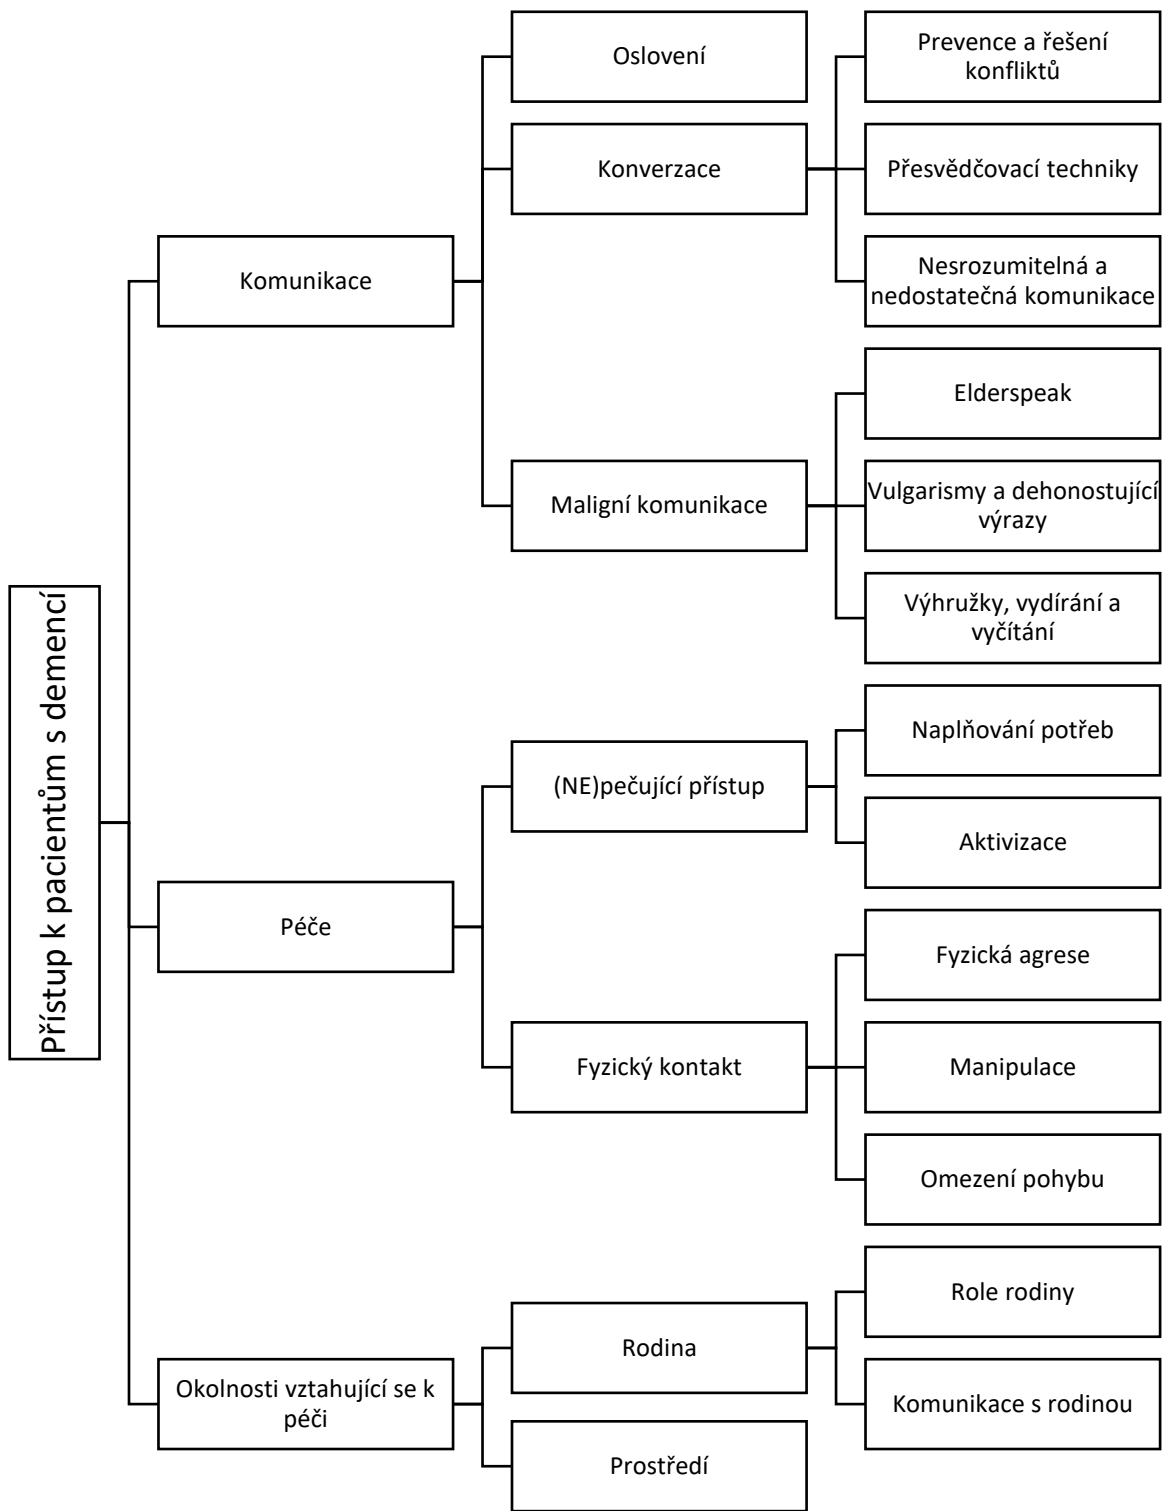 Přístup k pacientům s demencí
Komunikace
Oslovení
Konverzace
Prevence a řešení
konfliktů
Přesvědčovací techniky
Nesrozumitelná a
nedostatečná komunikace
Maligní komunikace
Elderspeak
Vulgarismy a dehonostující
výrazy
Výhružky, vydírání a
vyčítání
Péče
(NE)pečující přístup
Naplňování potřeb
Aktivizace
Fyzický kontakt
Fyzická agrese
Manipulace
Omezení pohybu
Okolnosti vztahující se k
péči
Rodina
Role rodiny
Komunikace s rodinou
Prostředí